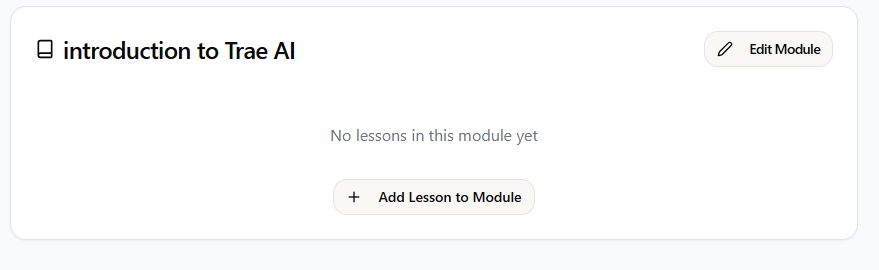 introduction to Trae AI
Edit Module
No lessons in this module yet
Add Lesson to Module